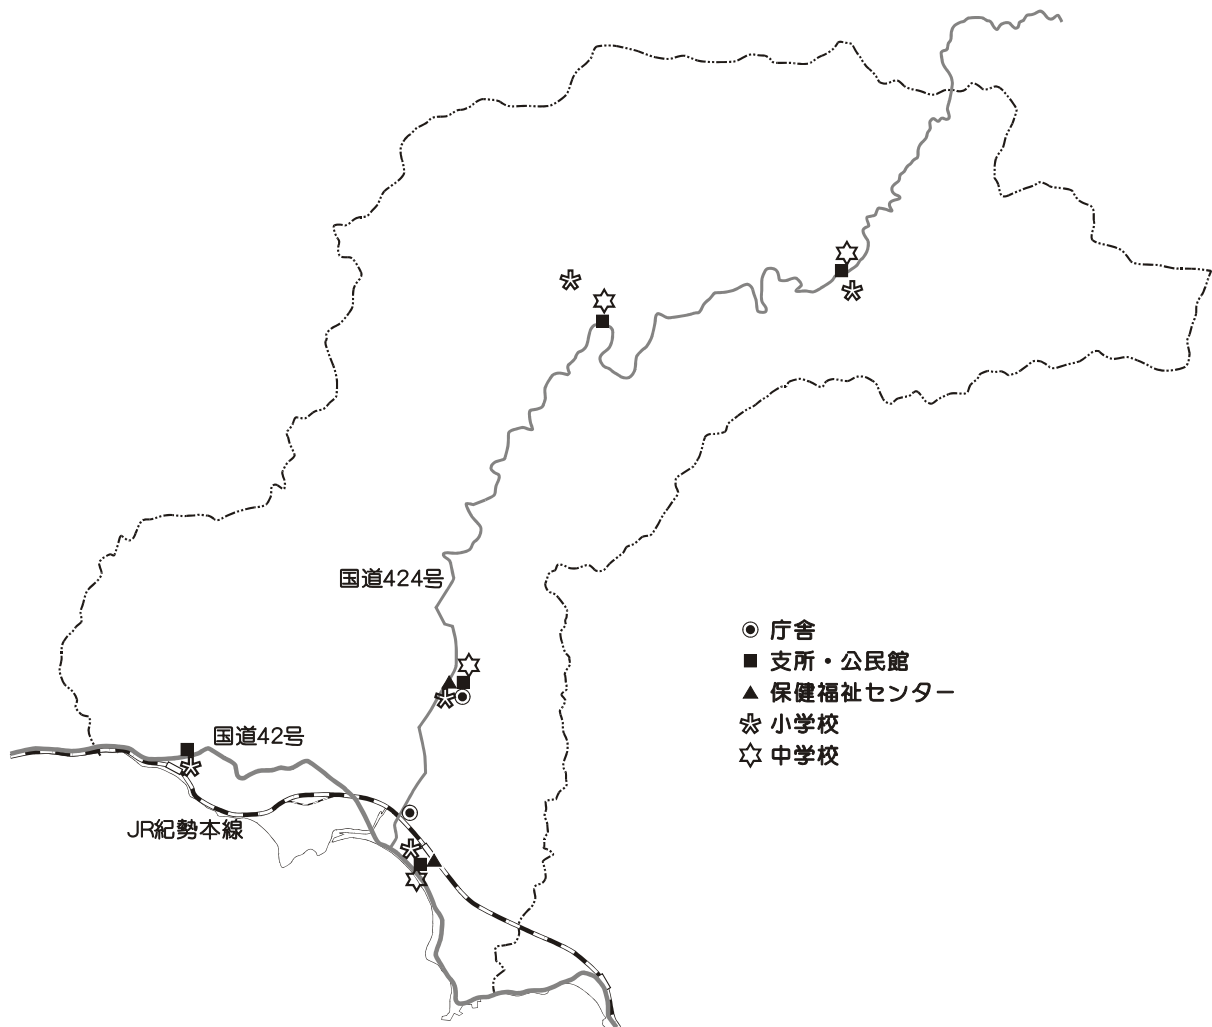 国道424号
庁舎
支所・公民館
保健福祉センター
小学校
中学校
国道42号
JR紀勢本線